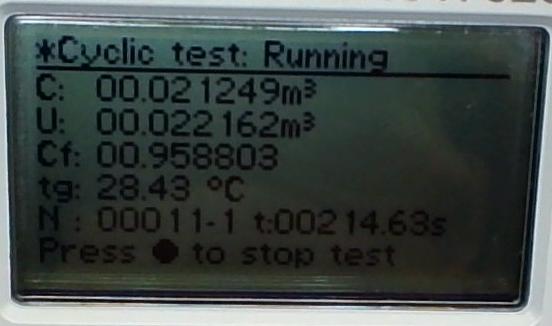 *Cyclic test: Running
C: 00.021249m³
U: 00.022162m³
Cf: 00.958803
tg: 28.43 °C
N : 00011-1 t:00214.63s
Press ● to stop test